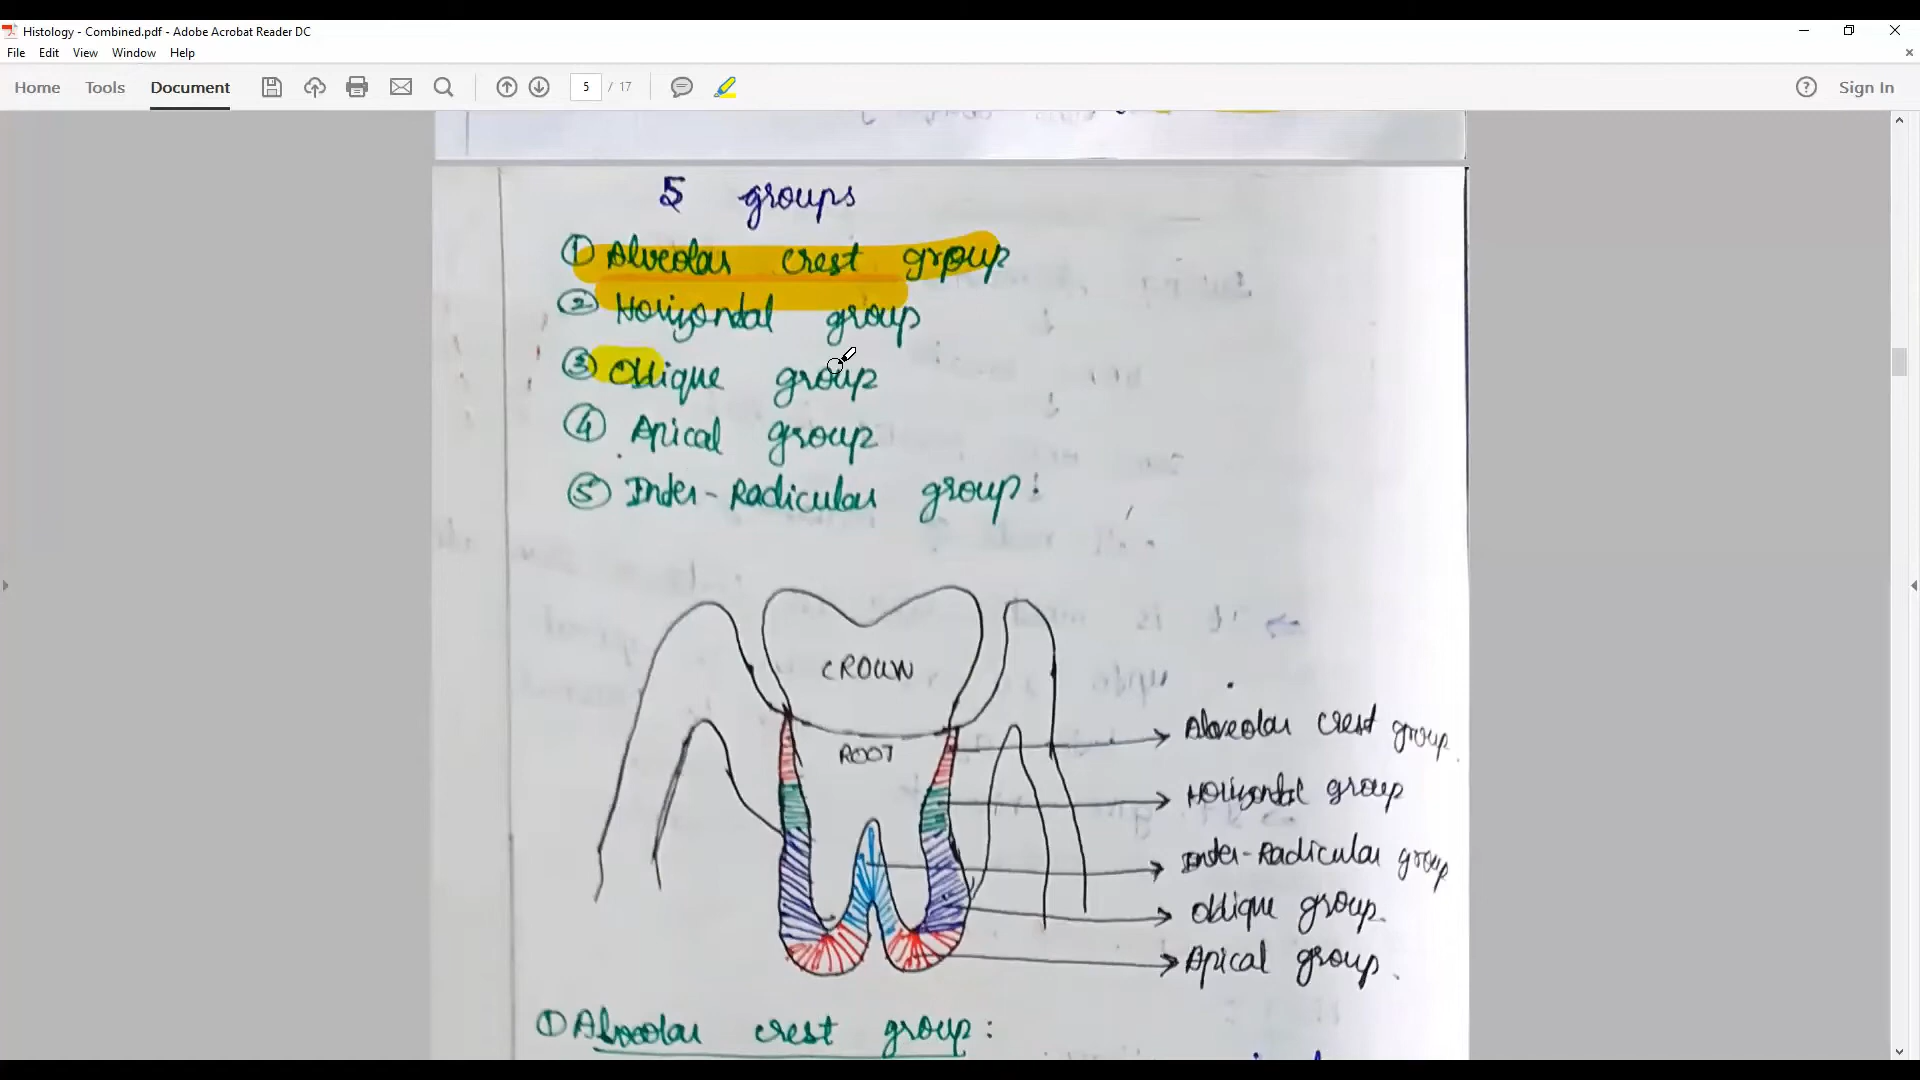 Histology - Combined.pdf - Adobe Acrobat Reader DC
File Edit View Window Help
Home Tools Document 5 / 17 Sign In
5 groups
① Alveolar crest group
② Horizontal group
③ Oblique group
④ Apical group
⑤ Inter-Radicular group:
CROWN
ROOT
Alveolar crest group.
Horizontal group
Inter-Radicular group
Oblique group.
Apical group.
① Alveolar crest group: